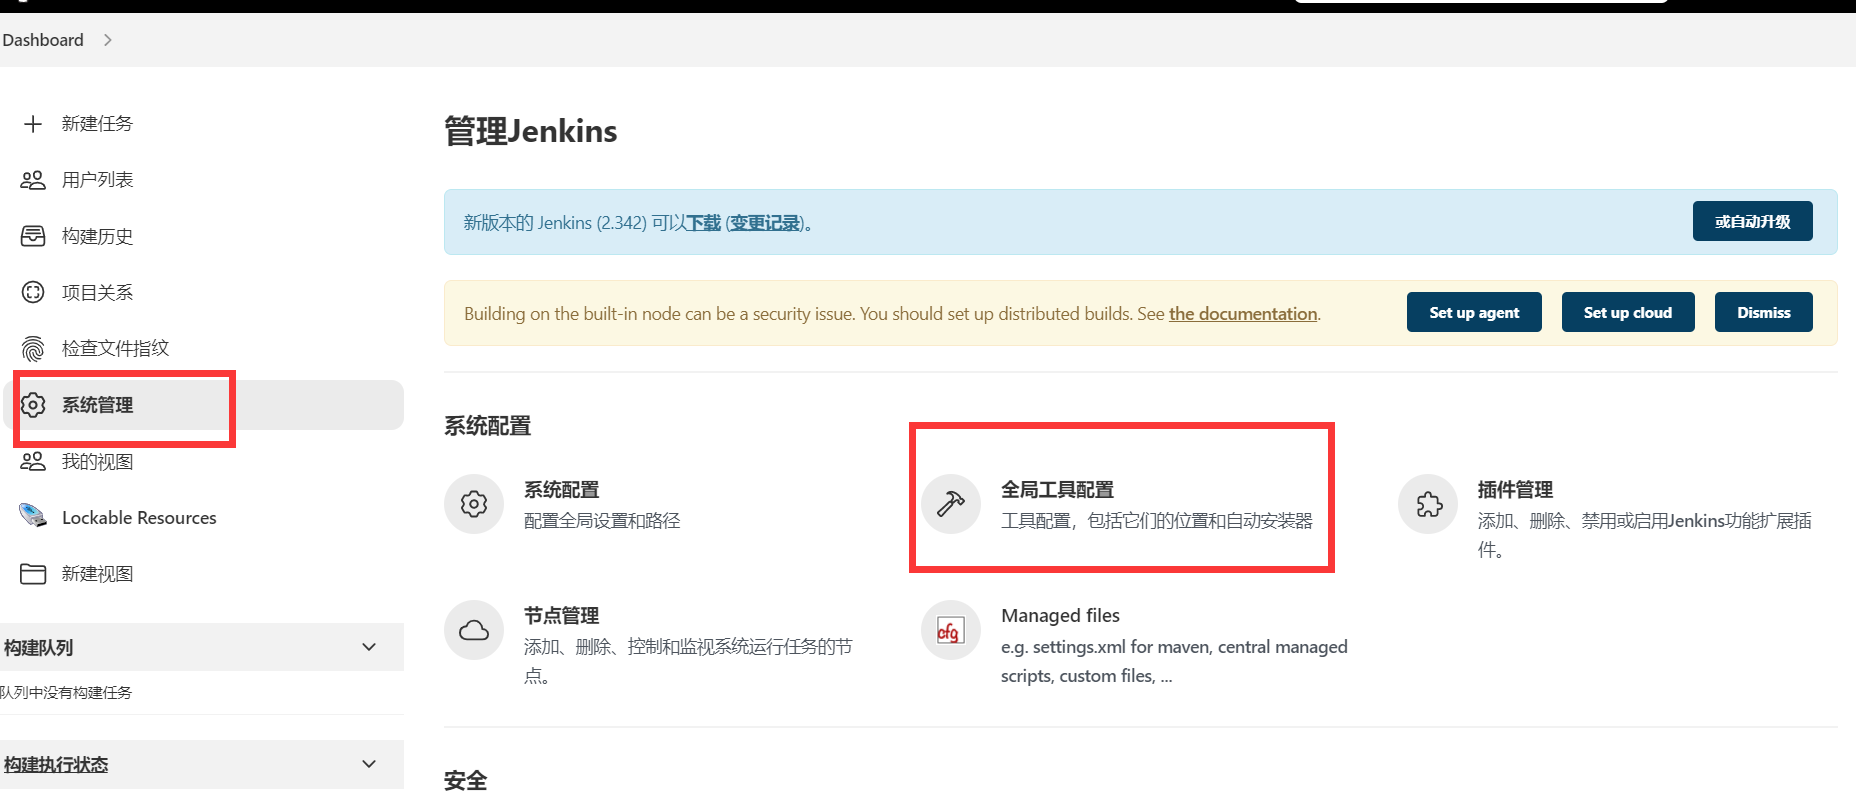 Dashboard
新建任务
用户列表
构建历史
项目关系
检查文件指纹
系统管理
我的视图
Lockable Resources
新建视图
构建队列
队列中没有构建任务
构建执行状态
管理Jenkins
新版本的 Jenkins (2.342) 可以下载 (变更记录)。
或自动升级
Building on the built-in node can be a security issue. You should set up distributed builds. See the documentation.
Set up agent
Set up cloud
Dismiss
系统配置
系统配置
配置全局设置和路径
全局工具配置
工具配置，包括它们的位置和自动安装器
插件管理
添加、删除、禁用或启用Jenkins功能扩展插
件。
节点管理
添加、删除、控制和监视系统运行任务的节
点。
cfg
Managed files
e.g. settings.xml for maven, central managed
scripts, custom files, ...
安全